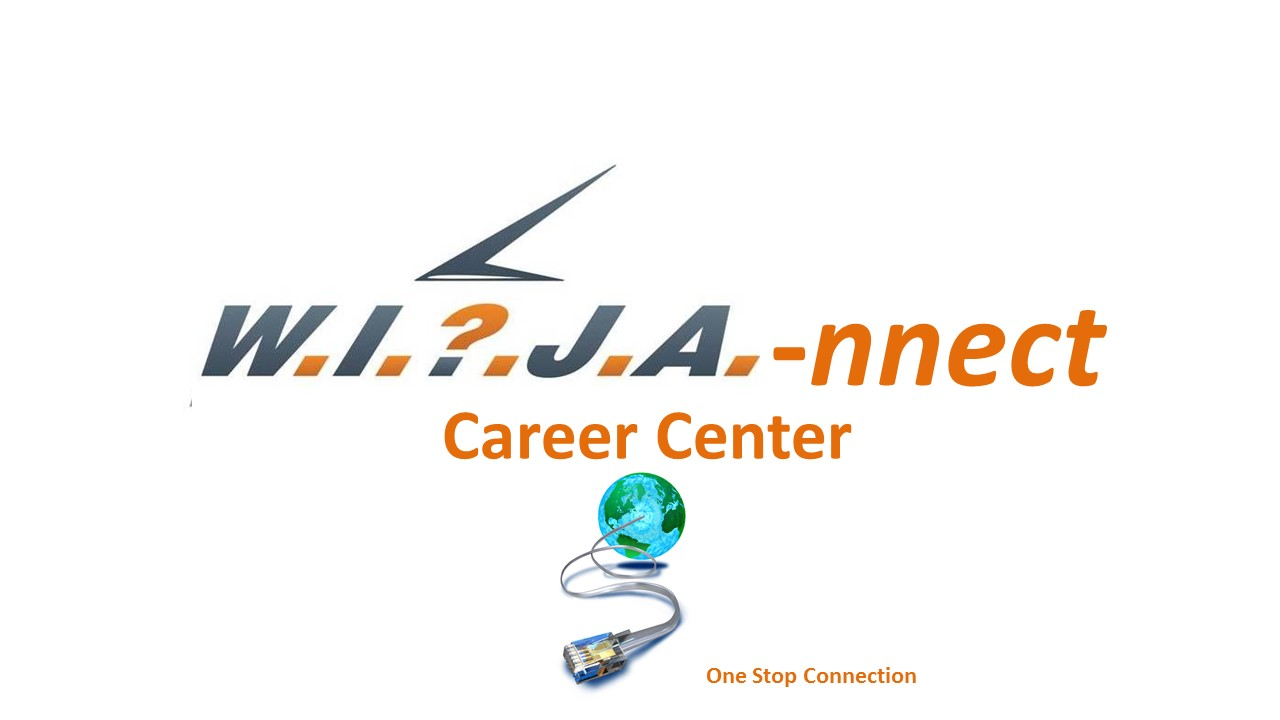 W.I.?.J.A.-nnect
Career Center
One Stop Connection